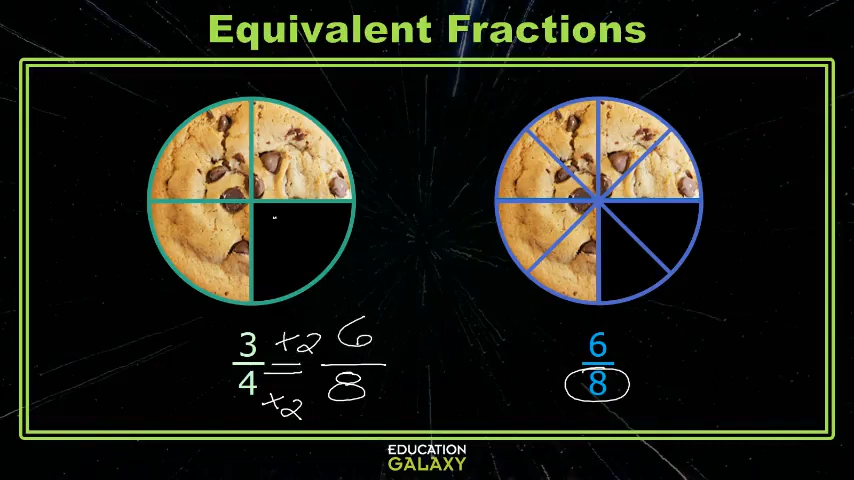 Equivalent Fractions
3 ×2 6
4 = 8
×2
6
8
EDUCATION
GALAXY